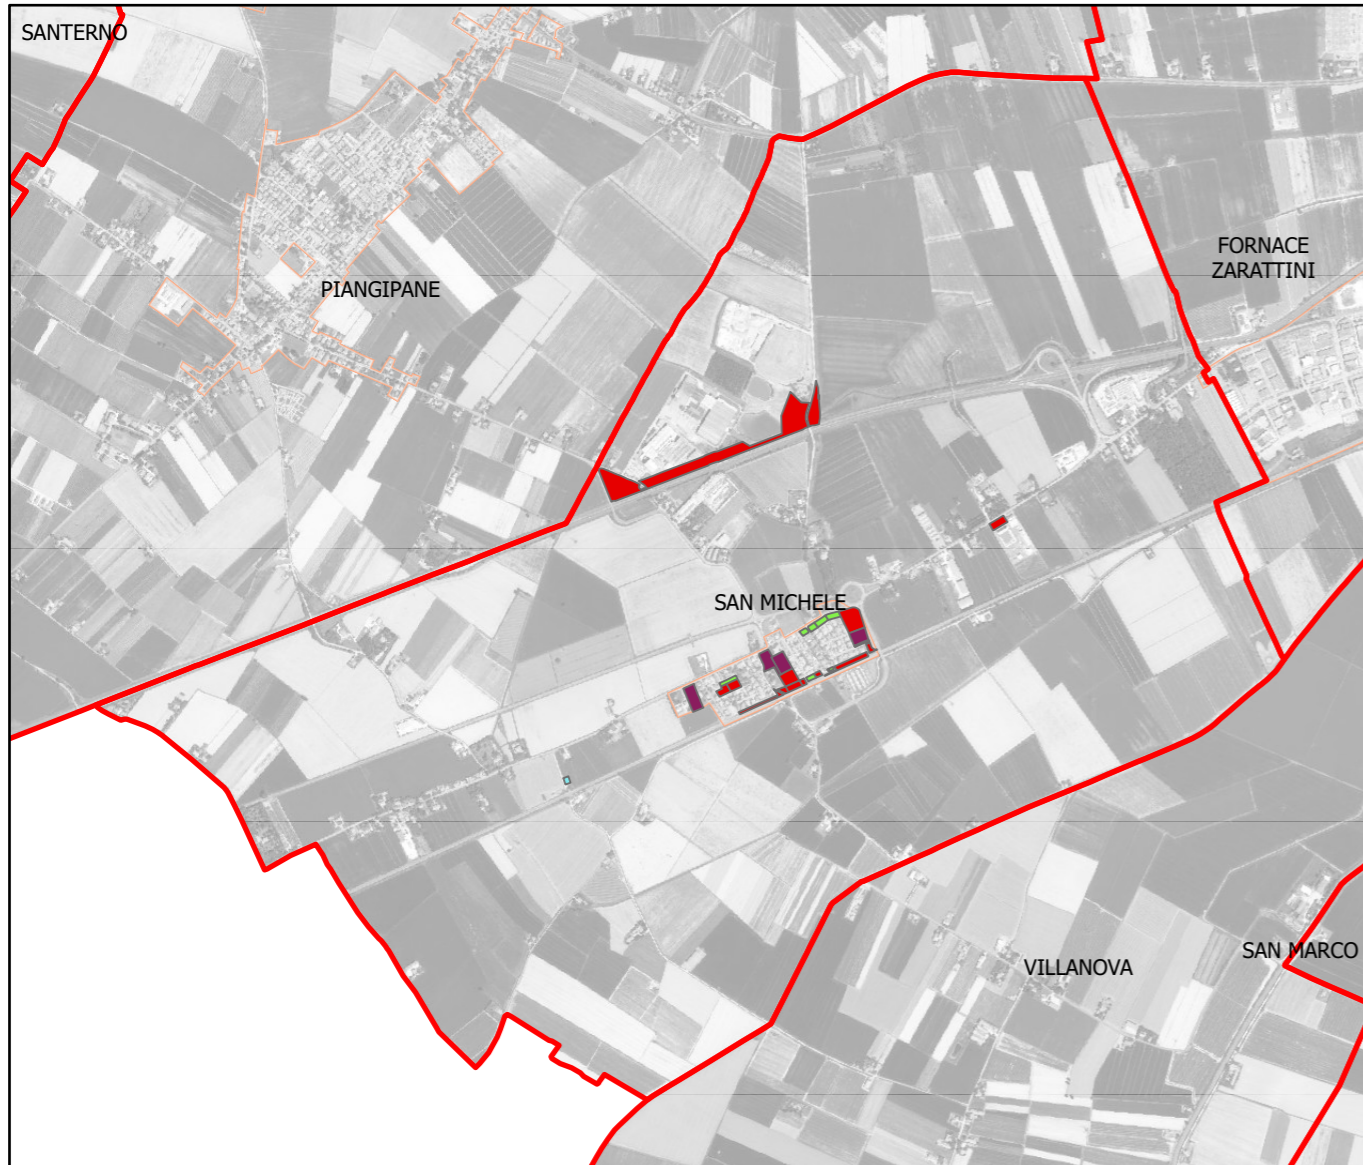 SANTERNO
FORNACE
ZARATTINI
PIANGIPANE
SAN MICHELE
SAN MARCO
VILLANOVA